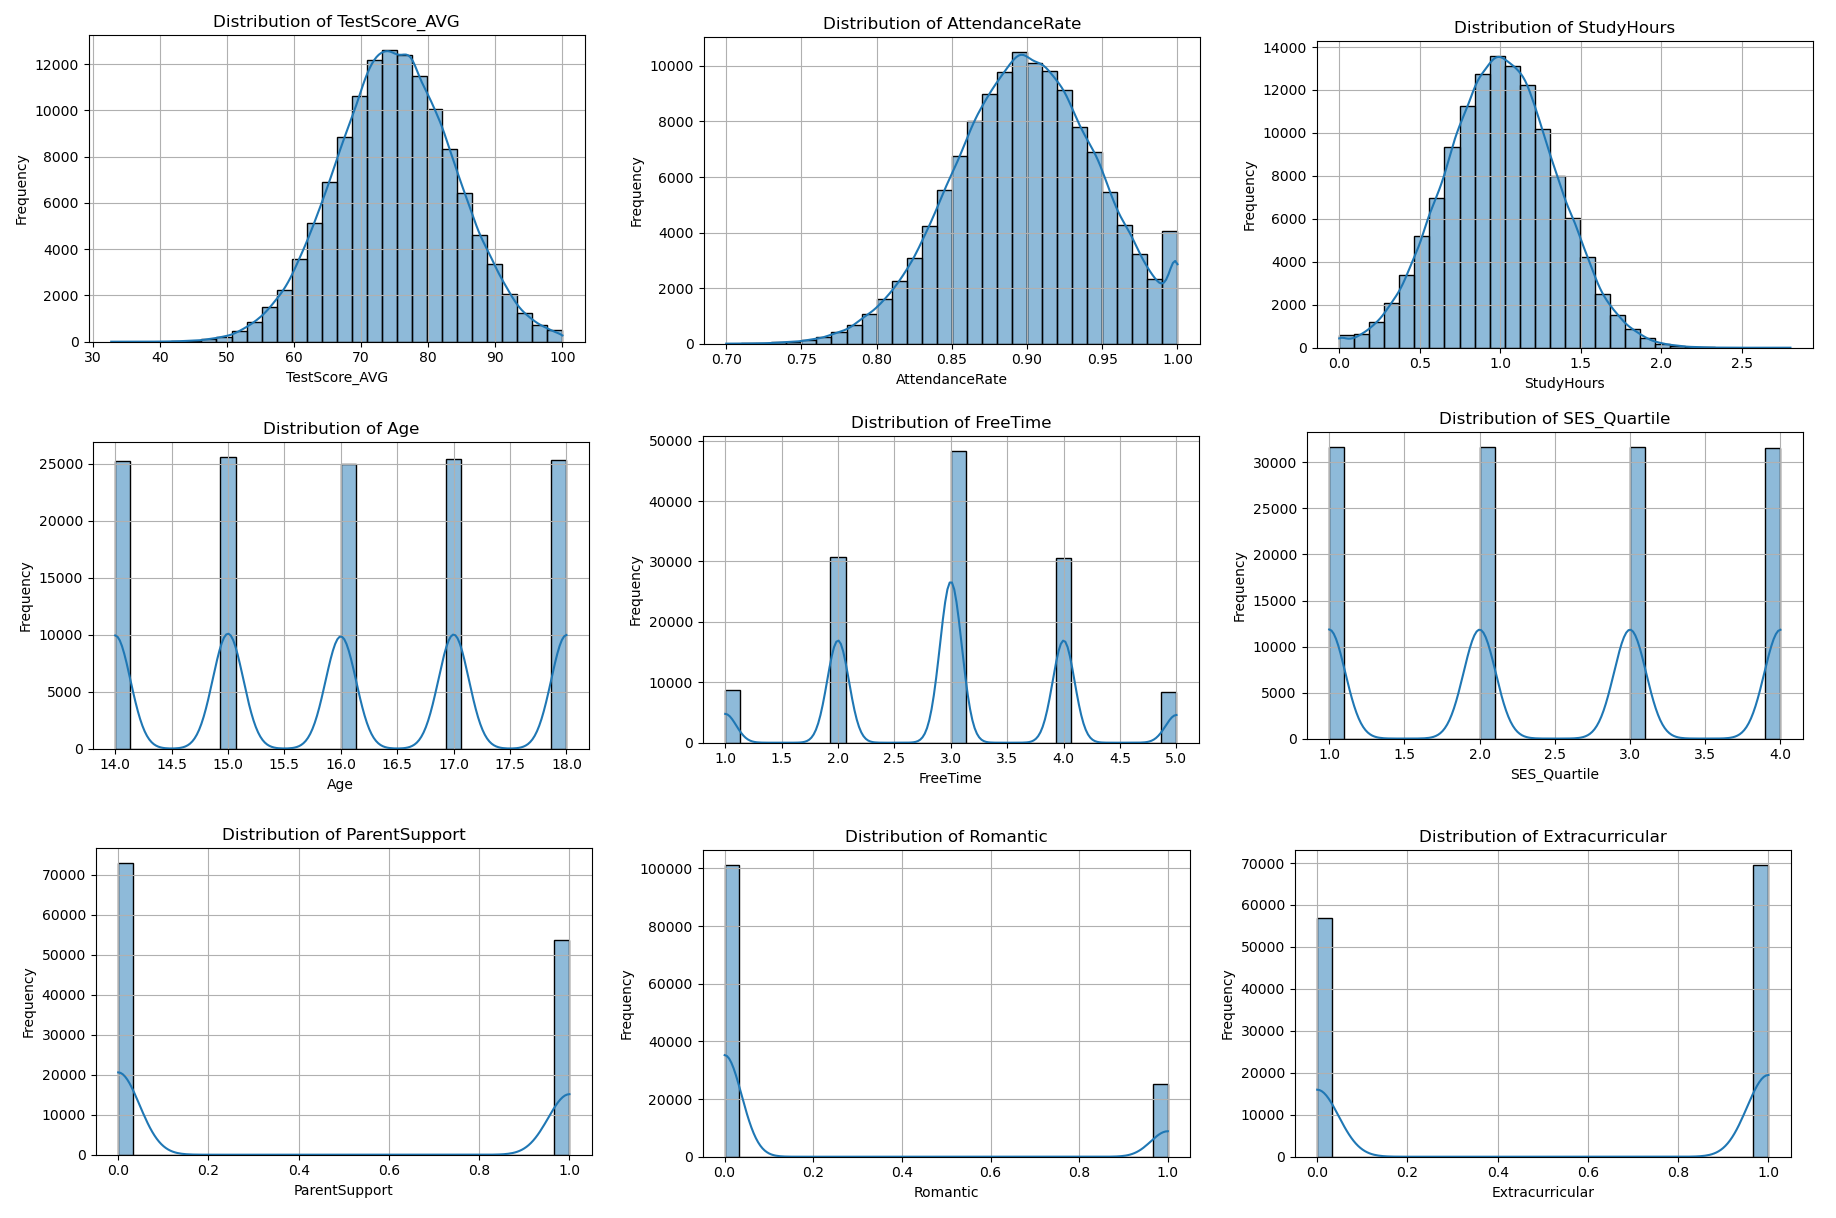 Distribution of TestScore_AVG
Frequency
12000
10000
8000
6000
4000
2000
0
30 40 50 60 70 80 90 100
TestScore_AVG
Distribution of AttendanceRate
Frequency
10000
8000
6000
4000
2000
0
0.70 0.75 0.80 0.85 0.90 0.95 1.00
AttendanceRate
Distribution of StudyHours
Frequency
14000
12000
10000
8000
6000
4000
2000
0
0.0 0.5 1.0 1.5 2.0 2.5
StudyHours
Distribution of Age
Frequency
25000
20000
15000
10000
5000
0
14.0 14.5 15.0 15.5 16.0 16.5 17.0 17.5 18.0
Age
Distribution of FreeTime
Frequency
50000
40000
30000
20000
10000
0
1.0 1.5 2.0 2.5 3.0 3.5 4.0 4.5 5.0
FreeTime
Distribution of SES_Quartile
Frequency
30000
25000
20000
15000
10000
5000
0
1.0 1.5 2.0 2.5 3.0 3.5 4.0
SES_Quartile
Distribution of ParentSupport
Frequency
70000
60000
50000
40000
30000
20000
10000
0
0.0 0.2 0.4 0.6 0.8 1.0
ParentSupport
Distribution of Romantic
Frequency
100000
80000
60000
40000
20000
0
0.0 0.2 0.4 0.6 0.8 1.0
Romantic
Distribution of Extracurricular
Frequency
70000
60000
50000
40000
30000
20000
10000
0
0.0 0.2 0.4 0.6 0.8 1.0
Extracurricular